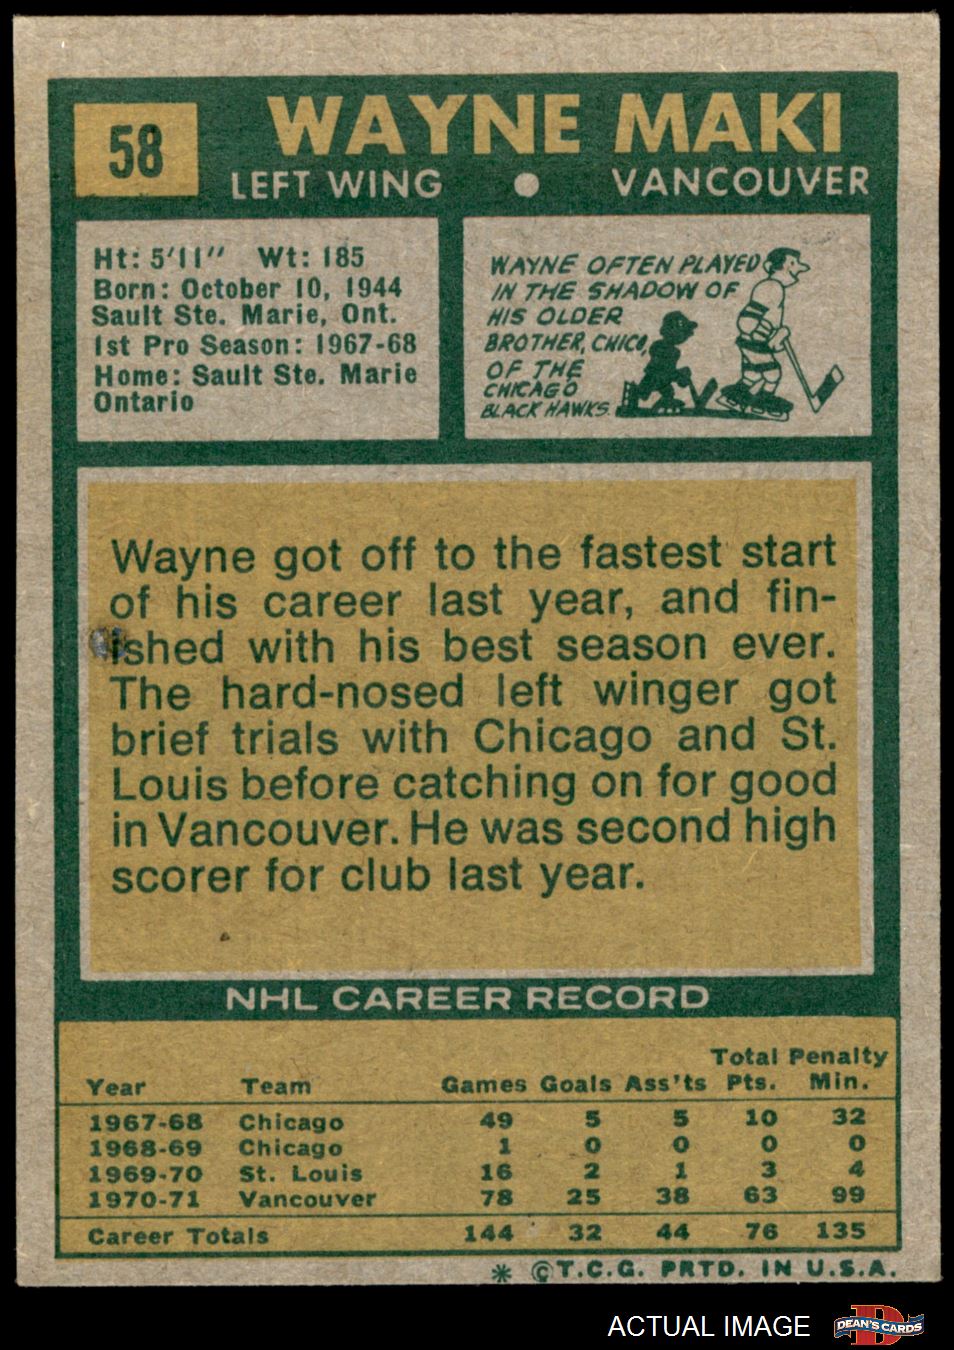 58
WAYNE MAKI
LEFT WING • VANCOUVER
Ht: 5'11" Wt: 185
Born: October 10, 1944
Sault Ste. Marie, Ont.
1st Pro Season: 1967-68
Home: Sault Ste. Marie
Ontario
WAYNE OFTEN PLAYED
IN THE SHADOW OF
HIS OLDER
BROTHER, CHICO,
OF THE
CHICAGO
BLACK HAWKS.
Wayne got off to the fastest start
of his career last year, and fin-
ished with his best season ever.
The hard-nosed left winger got
brief trials with Chicago and St.
Louis before catching on for good
in Vancouver. He was second high
scorer for club last year.
NHL CAREER RECORD
Total Penalty
Year Team Games Goals Ass'ts Pts. Min.
1967-68 Chicago 49 5 5 10 32
1968-69 Chicago 1 0 0 0 0
1969-70 St. Louis 16 2 1 3 4
1970-71 Vancouver 78 25 38 63 99
Career Totals 144 32 44 76 135
* © T.C.G. PRTD. IN U.S.A.
ACTUAL IMAGE DEAN'S CARDS